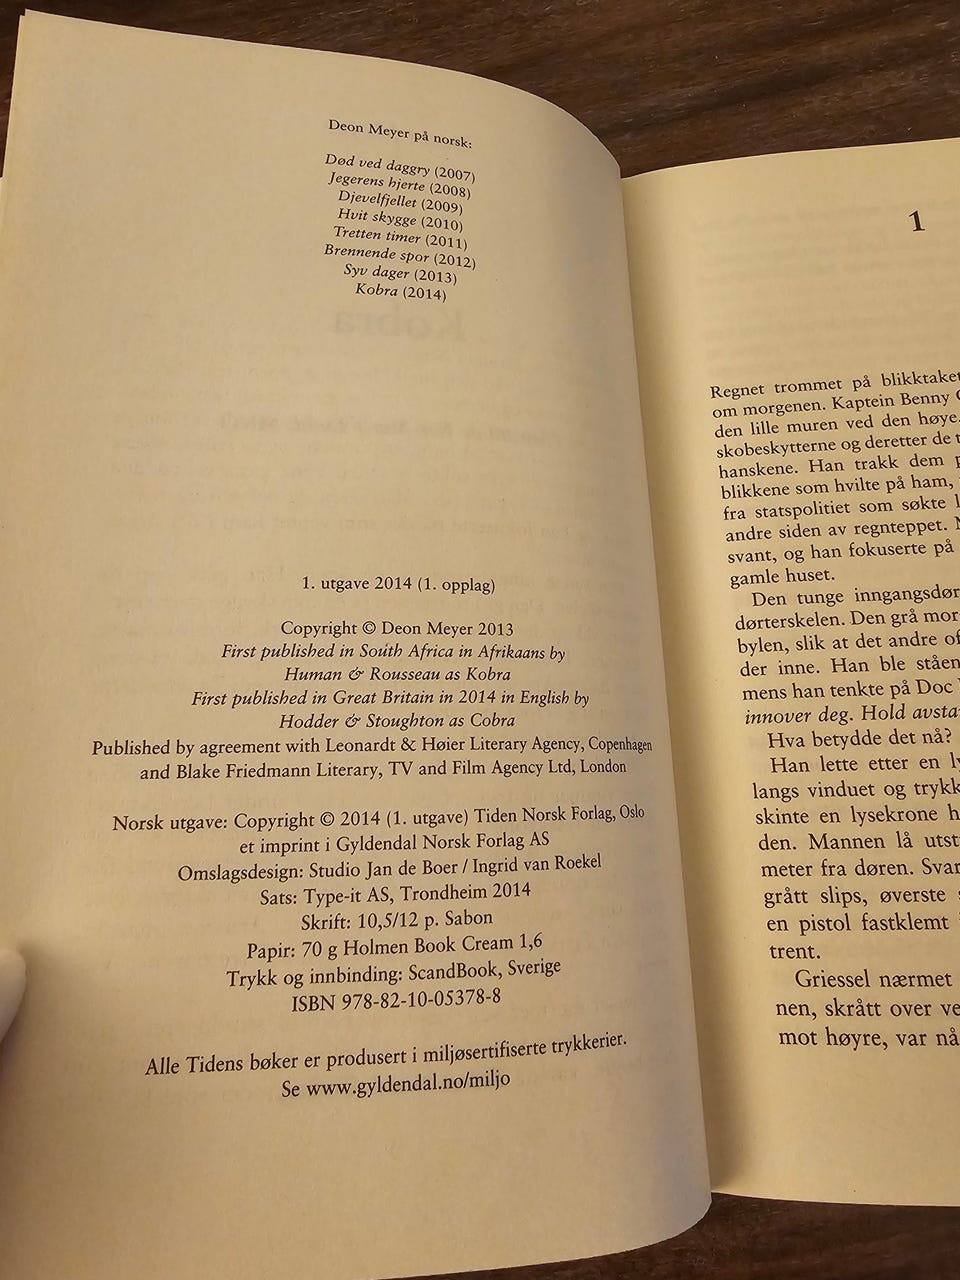 Deon Meyer på norsk:
Død ved daggry (2007)
Jegerens hjerte (2008)
Djevelfjellet (2009)
Hvit skygge (2010)
Tretten timer (2011)
Brennende spor (2012)
Syv dager (2013)
Kobra (2014)
1. utgave 2014 (1. opplag)
Copyright © Deon Meyer 2013
First published in South Africa in Afrikaans by
Human & Rousseau as Kobra
First published in Great Britain in 2014 in English by
Hodder & Stoughton as Cobra
Published by agreement with Leonardt & Høier Literary Agency, Copenhagen
and Blake Friedmann Literary, TV and Film Agency Ltd, London
Norsk utgave: Copyright © 2014 (1. utgave) Tiden Norsk Forlag, Oslo
et imprint i Gyldendal Norsk Forlag AS
Omslagsdesign: Studio Jan de Boer / Ingrid van Roekel
Sats: Type-it AS, Trondheim 2014
Skrift: 10,5/12 p. Sabon
Papir: 70 g Holmen Book Cream 1,6
Trykk og innbinding: ScandBook, Sverige
ISBN 978-82-10-05378-8
Alle Tidens bøker er produsert i miljøsertifiserte trykkerier.
Se www.gyldendal.no/miljo
1
Regnet trommet på blikktaket
om morgenen. Kaptein Benny
den lille muren ved den høye
skobeskytterne og deretter de
hanskene. Han trakk dem
blikkene som hvilte på ham,
fra statspolitiet som søkte
andre siden av regnteppet.
svant, og han fokuserte på
gamle huset.
Den tunge inngangsdør
dørterskelen. Den grå mor
bylen, slik at det andre of
der inne. Han ble ståen
mens han tenkte på Doc
innover deg. Hold avsta
Hva betydde det nå?
Han lette etter en ly
langs vinduet og trykk
skinte en lysekrone h
den. Mannen lå utst
meter fra døren. Svar
grått slips, øverste
en pistol fastklemt
trent.
Griessel nærmet
nen, skrått over ve
mot høyre, var nå